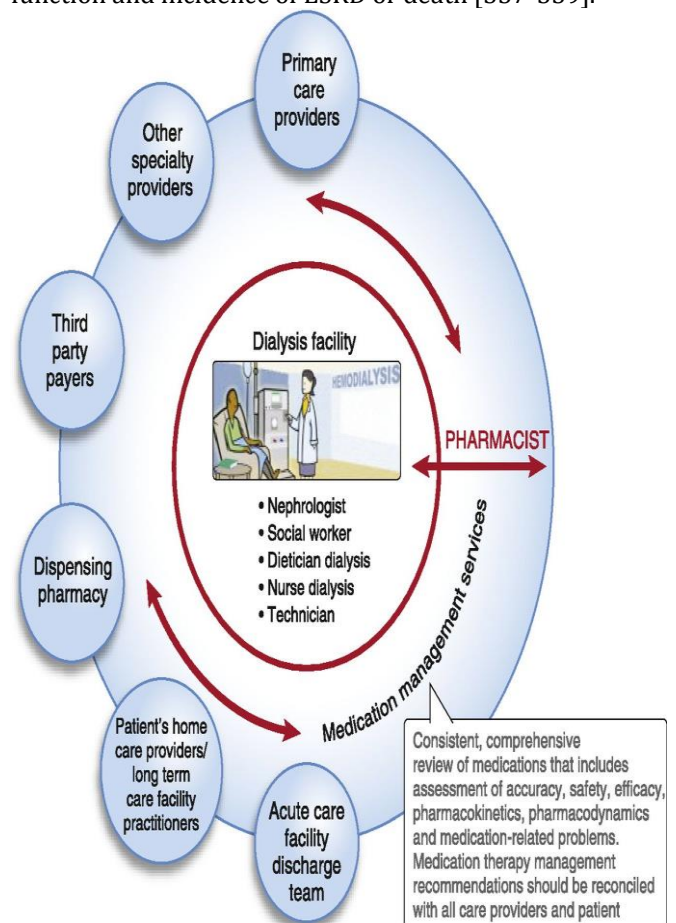 function and incidence of ESRD or death [337-339].
Primary
care
providers
Other
specialty
providers
Third
party
payers
Dialysis facility
HEMODIALYSIS
PHARMACIST
• Nephrologist
• Social worker
• Dietician dialysis
• Nurse dialysis
• Technician
Dispensing
pharmacy
Medication management services
Patient's home
care providers/
long term
care facility
practitioners
Acute care
facility
discharge
team
Consistent, comprehensive
review of medications that includes
assessment of accuracy, safety, efficacy,
pharmacokinetics, pharmacodynamics
and medication-related problems.
Medication therapy management
recommendations should be reconciled
with all care providers and patient